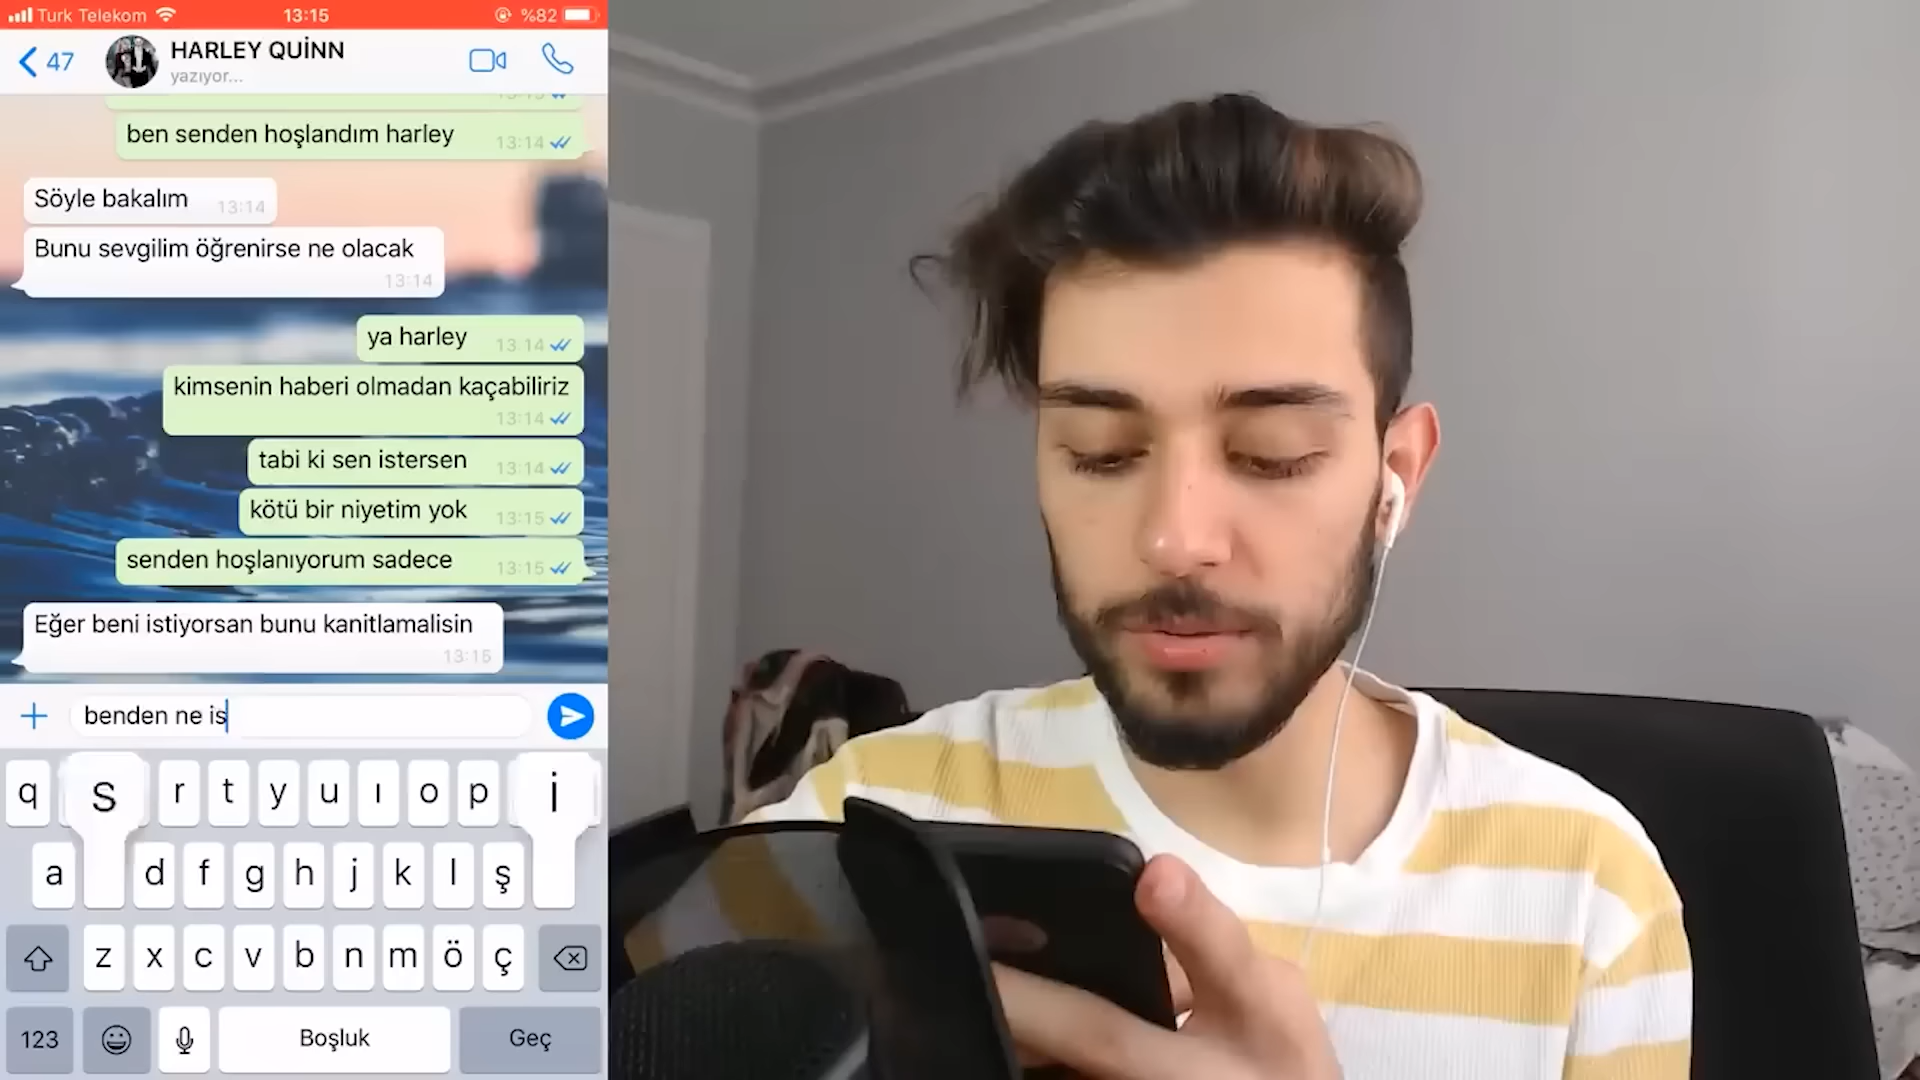 Turk Telekom 13:15 %82
47 HARLEY QUİNN
yazıyor...
ben senden hoşlandım harley 13:14
Söyle bakalım 13:14
Bunu sevgilim öğrenirse ne olacak
13:14
ya harley 13:14
kimsenin haberi olmadan kaçabiliriz
13:14
tabi ki sen istersen 13:14
kötü bir niyetim yok 13:15
senden hoşlanıyorum sadece 13:15
Eğer beni istiyorsan bunu kanitlamalisin
13:15
benden ne is
q s r t y u ı o p i
a d f g h j k l ş
z x c v b n m ö ç
123 Boşluk Geç